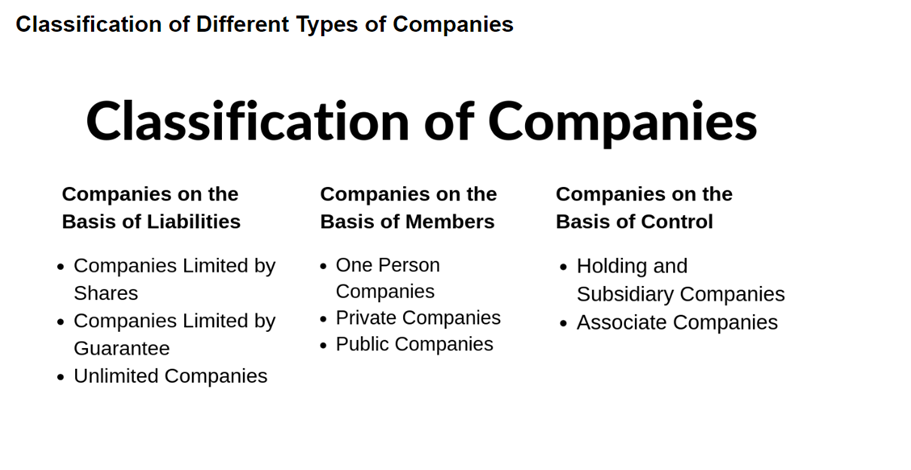 Classification of Different Types of Companies
Classification of Companies
Companies on the
Basis of Liabilities
• Companies Limited by
Shares
• Companies Limited by
Guarantee
• Unlimited Companies
Companies on the
Basis of Members
• One Person
Companies
• Private Companies
• Public Companies
Companies on the
Basis of Control
• Holding and
Subsidiary Companies
• Associate Companies